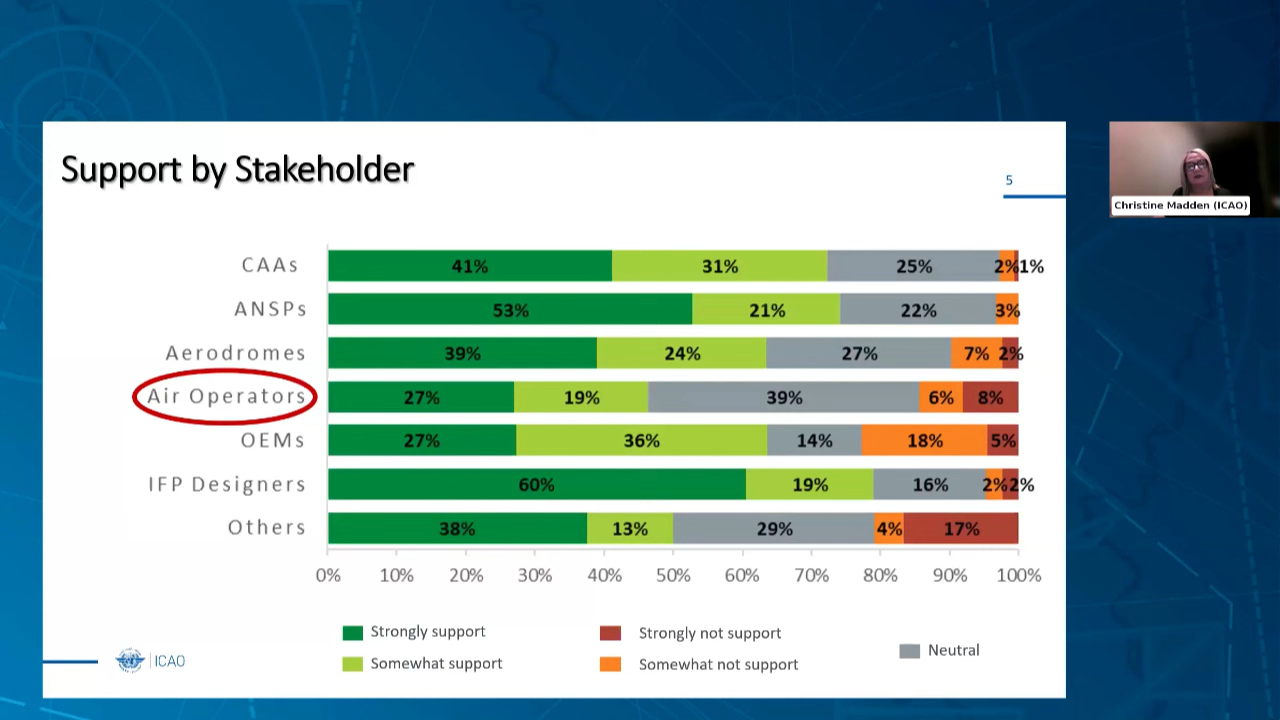 Support by Stakeholder
5
Christine Madden (ICAO)
CAAs 41% 31% 25% 2% 1%
ANSPs 53% 21% 22% 3%
Aerodromes 39% 24% 27% 7% 2%
Air Operators 27% 19% 39% 6% 8%
OEMs 27% 36% 14% 18% 5%
IFP Designers 60% 19% 16% 2% 2%
Others 38% 13% 29% 4% 17%
0% 10% 20% 30% 40% 50% 60% 70% 80% 90% 100%
Strongly support Strongly not support Neutral
Somewhat support Somewhat not support
ICAO